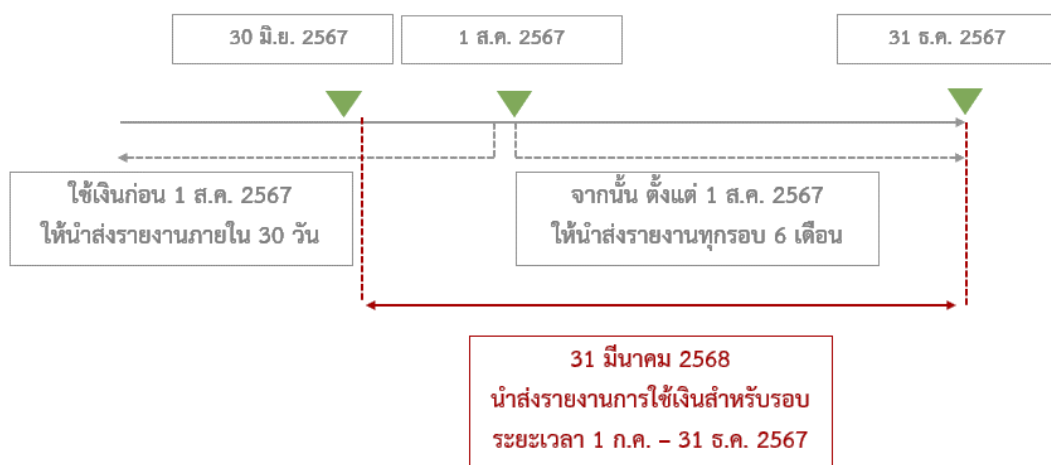 30 มิ.ย. 2567
1 ส.ค. 2567
31 ธ.ค. 2567
ใช้เงินก่อน 1 ส.ค. 2567
ให้นำส่งรายงานภายใน 30 วัน
จากนั้น ตั้งแต่ 1 ส.ค. 2567
ให้นำส่งรายงานทุกรอบ 6 เดือน
31 มีนาคม 2568
นำส่งรายงานการใช้เงินสำหรับรอบ
ระยะเวลา 1 ก.ค. – 31 ธ.ค. 2567